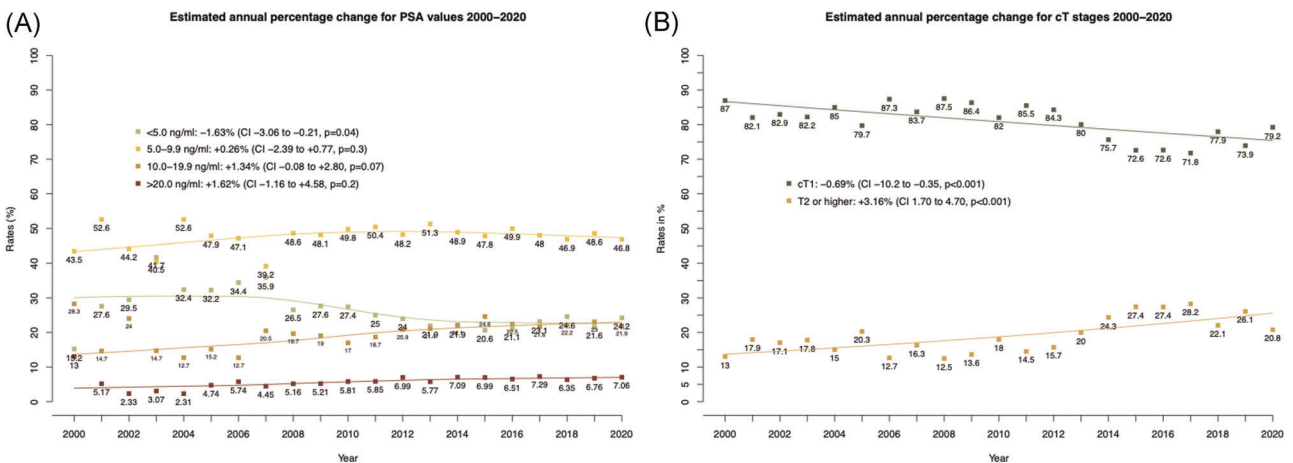 (A)
Estimated annual percentage change for PSA values 2000–2020
Rates (%)
100
90
80
70
60
50
40
30
20
10
0
<5.0 ng/ml: −1.63% (CI −3.06 to −0.21, p=0.04)
5.0–9.9 ng/ml: +0.26% (CI −2.39 to +0.77, p=0.3)
10.0–19.9 ng/ml: +1.34% (CI −0.08 to +2.80, p=0.07)
>20.0 ng/ml: +1.62% (CI −1.16 to +4.58, p=0.2)
43.5 52.6 44.2 40.5 52.6 47.9 47.1 39.2 48.6 48.1 49.8 50.4 48.2 51.3 48.9 47.8 49.9 48 46.9 48.6 46.8
15.2 27.6 29.5 41.7 32.4 32.2 34.4 35.9 26.5 27.6 27.4 25 24 21.9 20.6 21.1 23.1 24.6 21.6 24.2
28.3 14.7 24 14.7 12.7 15.2 12.7 20.5 19.7 19 17 18.7 20.9 24.6 22.5 22.2 23 21.9
13 5.17 2.33 3.07 2.31 4.74 5.74 4.45 5.16 5.21 5.81 5.85 6.99 5.77 7.09 6.99 6.51 7.29 6.35 6.76 7.06
2000 2002 2004 2006 2008 2010 2012 2014 2016 2018 2020
Year
(B)
Estimated annual percentage change for cT stages 2000–2020
Rates in %
100
90
80
70
60
50
40
30
20
10
5
0
87 82.1 82.9 82.2 85 79.7 87.3 83.7 87.5 86.4 82 85.5 84.3 80 75.7 72.6 72.6 71.8 77.9 73.9 79.2
cT1: −0.69% (CI −10.2 to −0.35, p<0.001)
T2 or higher: +3.16% (CI 1.70 to 4.70, p<0.001)
13 17.9 17.1 17.8 15 20.3 12.7 16.3 12.5 13.6 18 14.5 15.7 20 24.3 27.4 27.4 28.2 22.1 26.1 20.8
2000 2002 2004 2006 2008 2010 2012 2014 2016 2018 2020
Year